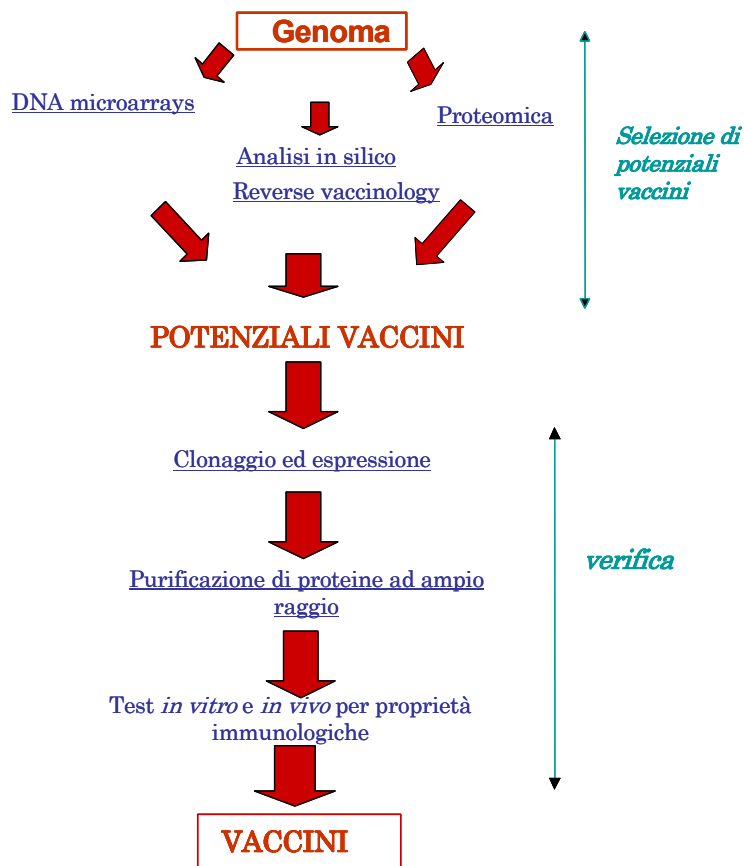 Genoma
DNA microarrays
Proteomica
Analisi in silico
Reverse vaccinology
Selezione di
potenziali
vaccini
POTENZIALI VACCINI
Clonaggio ed espressione
Purificazione di proteine ad ampio
raggio
verifica
Test in vitro e in vivo per proprietà
immunologiche
VACCINI